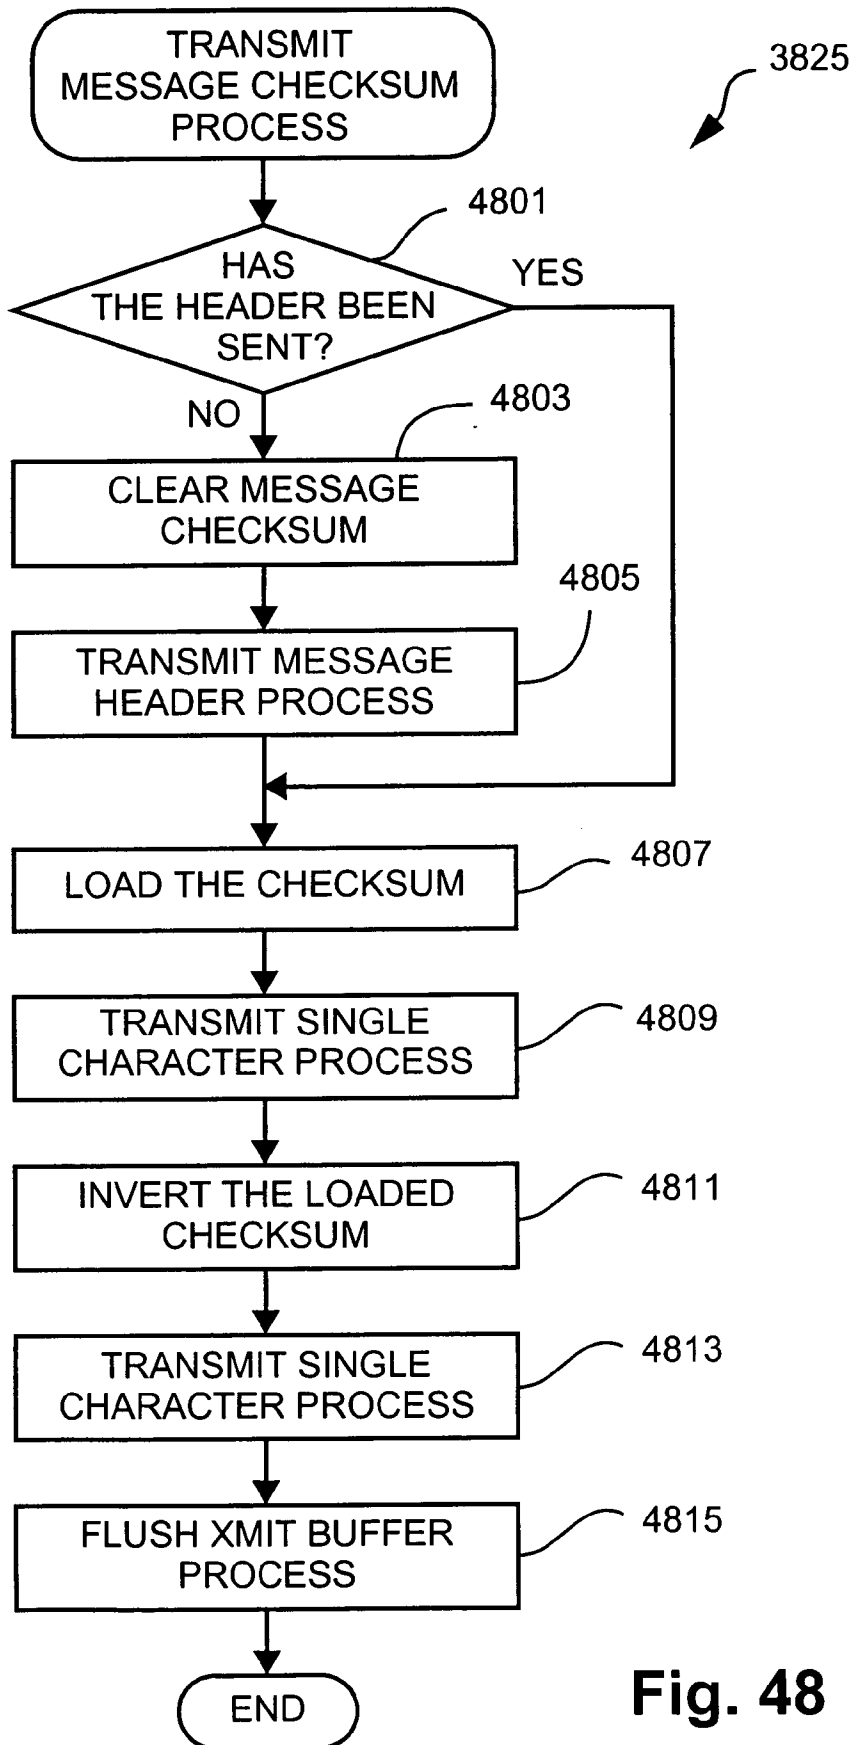 TRANSMIT
MESSAGE CHECKSUM
PROCESS
3825
4801
HAS
THE HEADER BEEN
SENT?
YES
NO
4803
CLEAR MESSAGE
CHECKSUM
4805
TRANSMIT MESSAGE
HEADER PROCESS
4807
LOAD THE CHECKSUM
4809
TRANSMIT SINGLE
CHARACTER PROCESS
4811
INVERT THE LOADED
CHECKSUM
4813
TRANSMIT SINGLE
CHARACTER PROCESS
4815
FLUSH XMIT BUFFER
PROCESS
END
Fig. 48